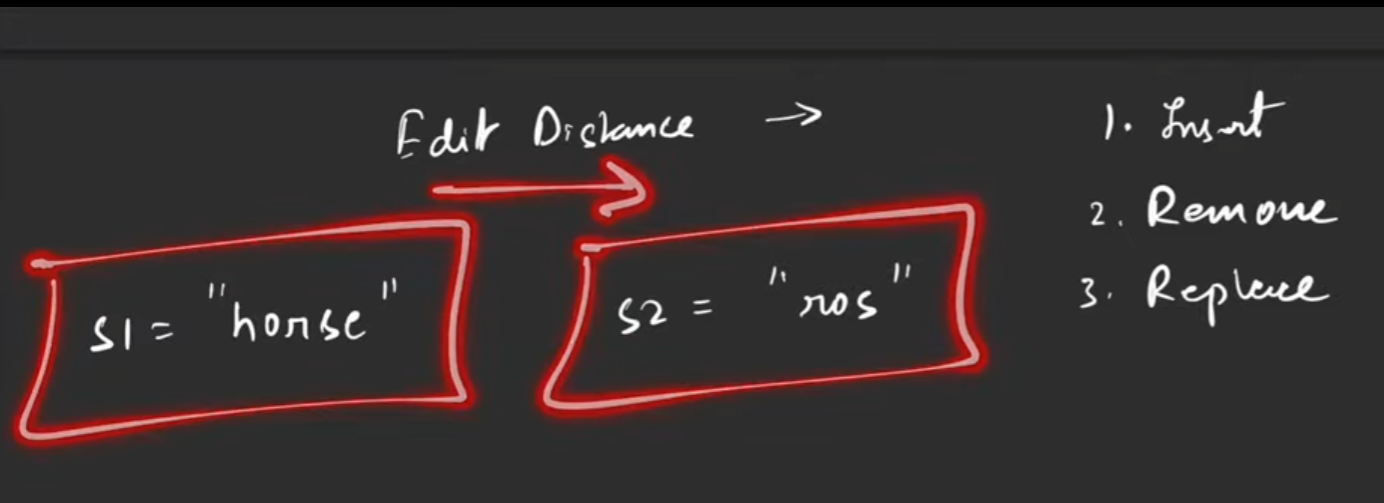 Edit Distance →
1. Insert
2. Remove
3. Replace
S1 = "horse"
S2 = "ros"